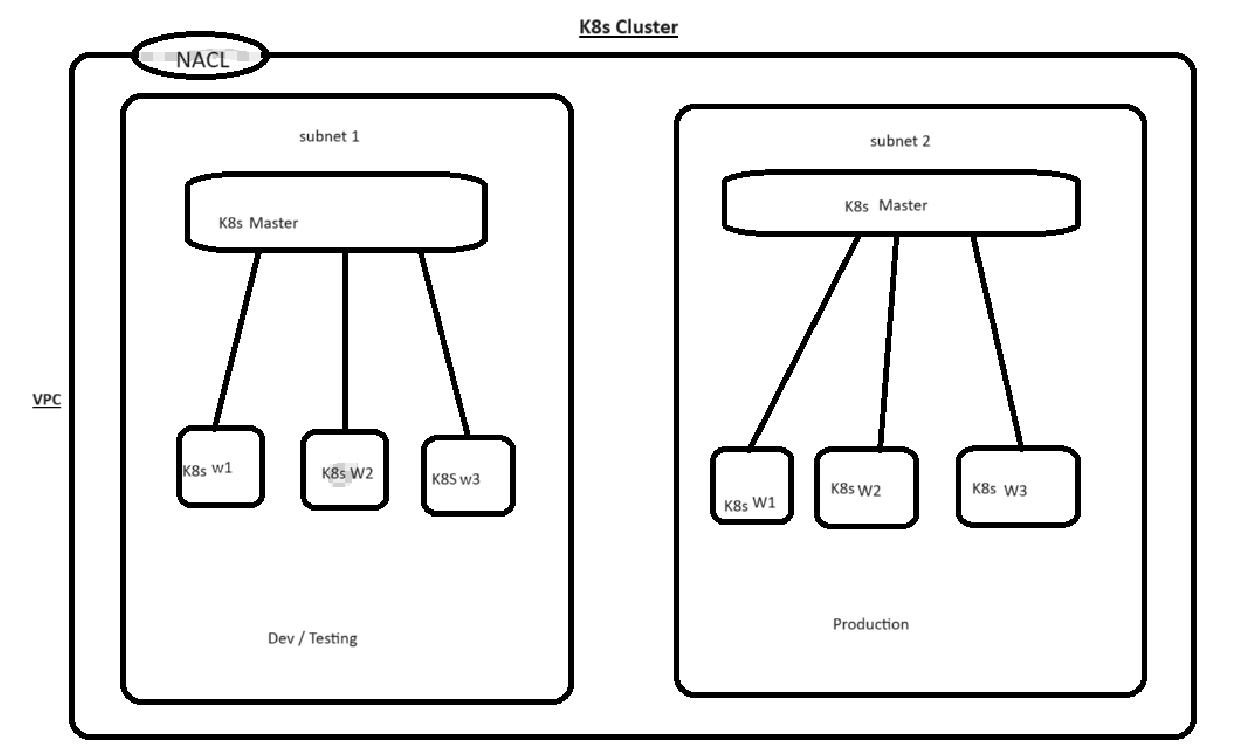 K8s Cluster
NACL
subnet 1
K8s Master
K8s w1
K8s W2
K8S w3
Dev / Testing
subnet 2
K8s Master
K8s W1
K8s W2
K8s W3
Production
VPC